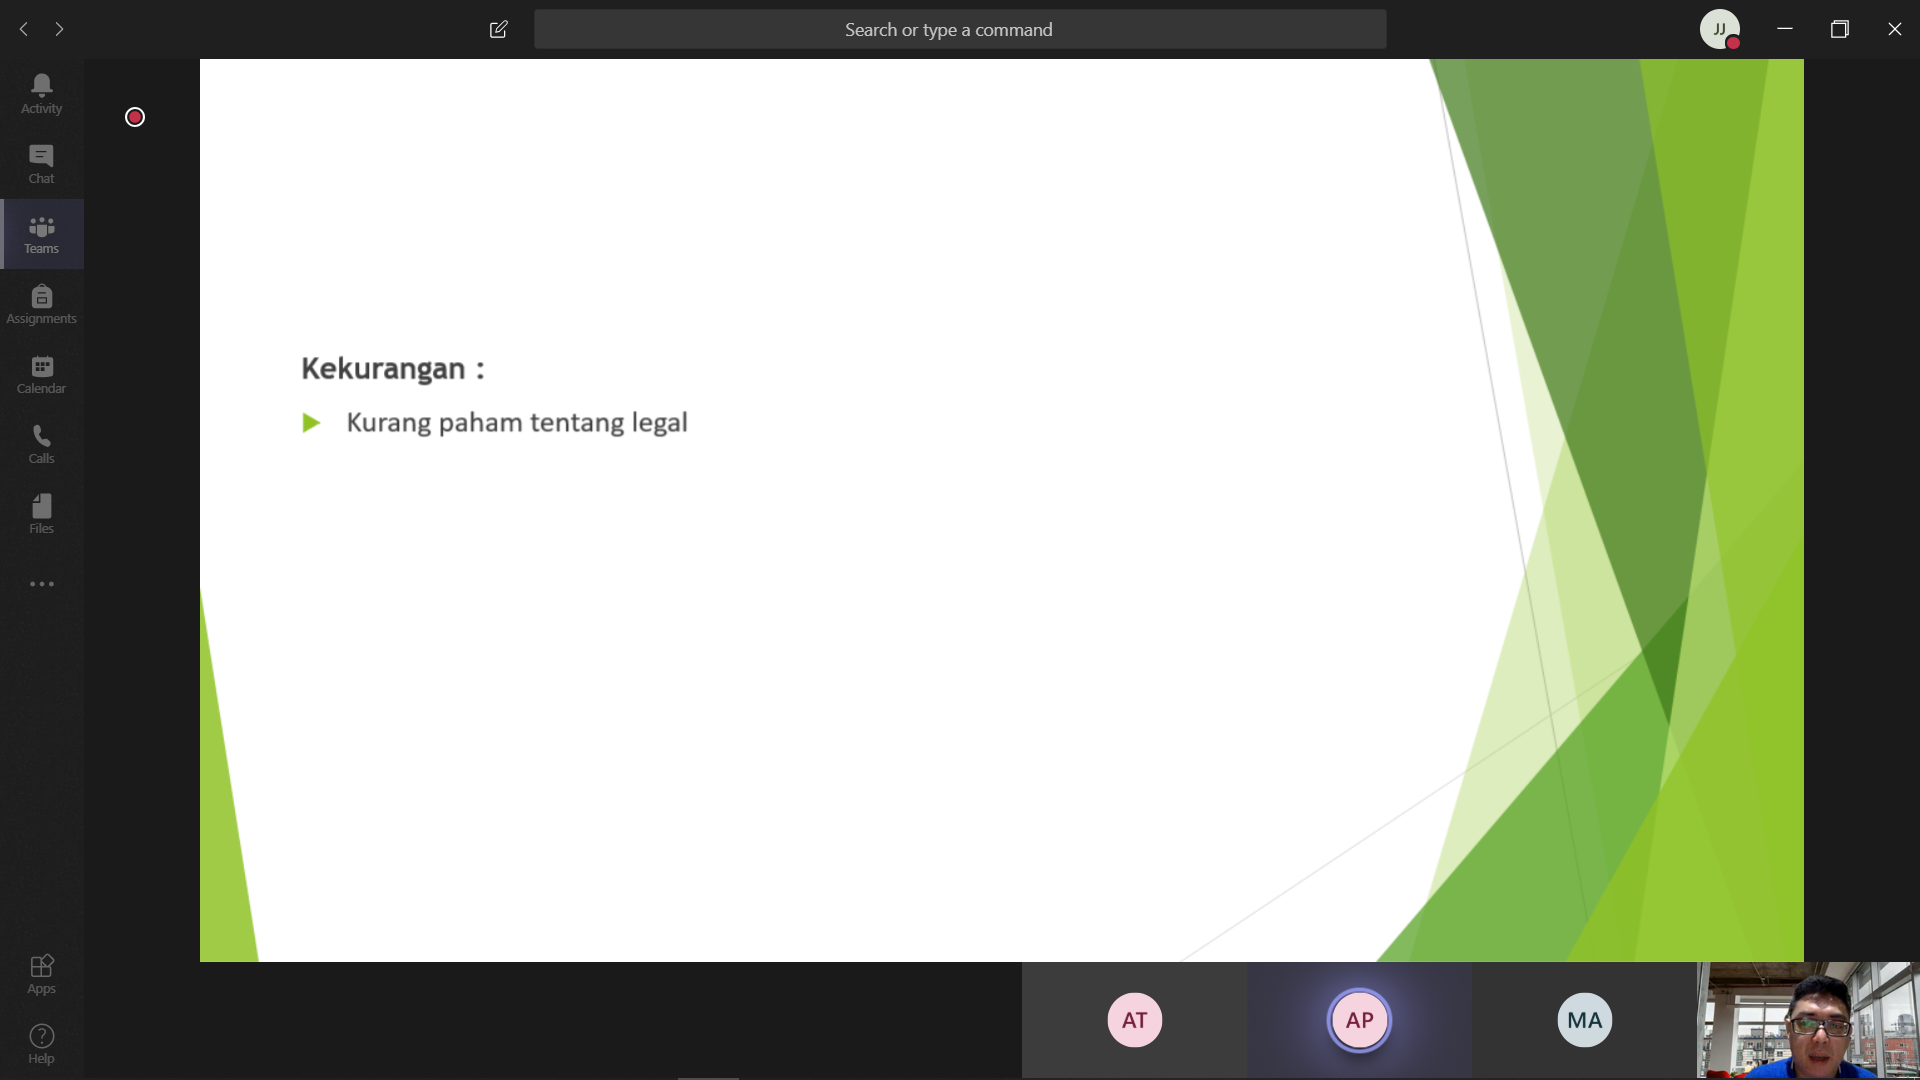 Search or type a command
JJ
Activity
Chat
Teams
Assignments
Calendar
Calls
Files
Apps
Help
Kekurangan :
Kurang paham tentang legal
AT
AP
MA